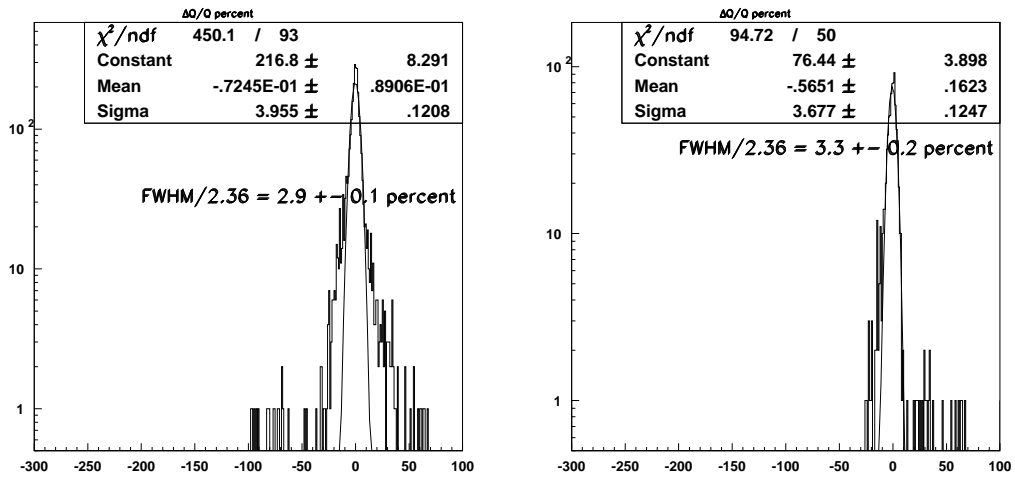 ΔQ/Q percent
χ²/ndf 450.1 / 93
Constant 216.8 ± 8.291
Mean -.7245E-01 ± .8906E-01
Sigma 3.955 ± .1208
FWHM/2.36 = 2.9 +- 0.1 percent
10²
10
1
-300 -250 -200 -150 -100 -50 0 50 100
ΔQ/Q percent
χ²/ndf 94.72 / 50
Constant 76.44 ± 3.898
Mean -.5651 ± .1623
Sigma 3.677 ± .1247
FWHM/2.36 = 3.3 +- 0.2 percent
10²
10
1
-300 -250 -200 -150 -100 -50 0 50 100